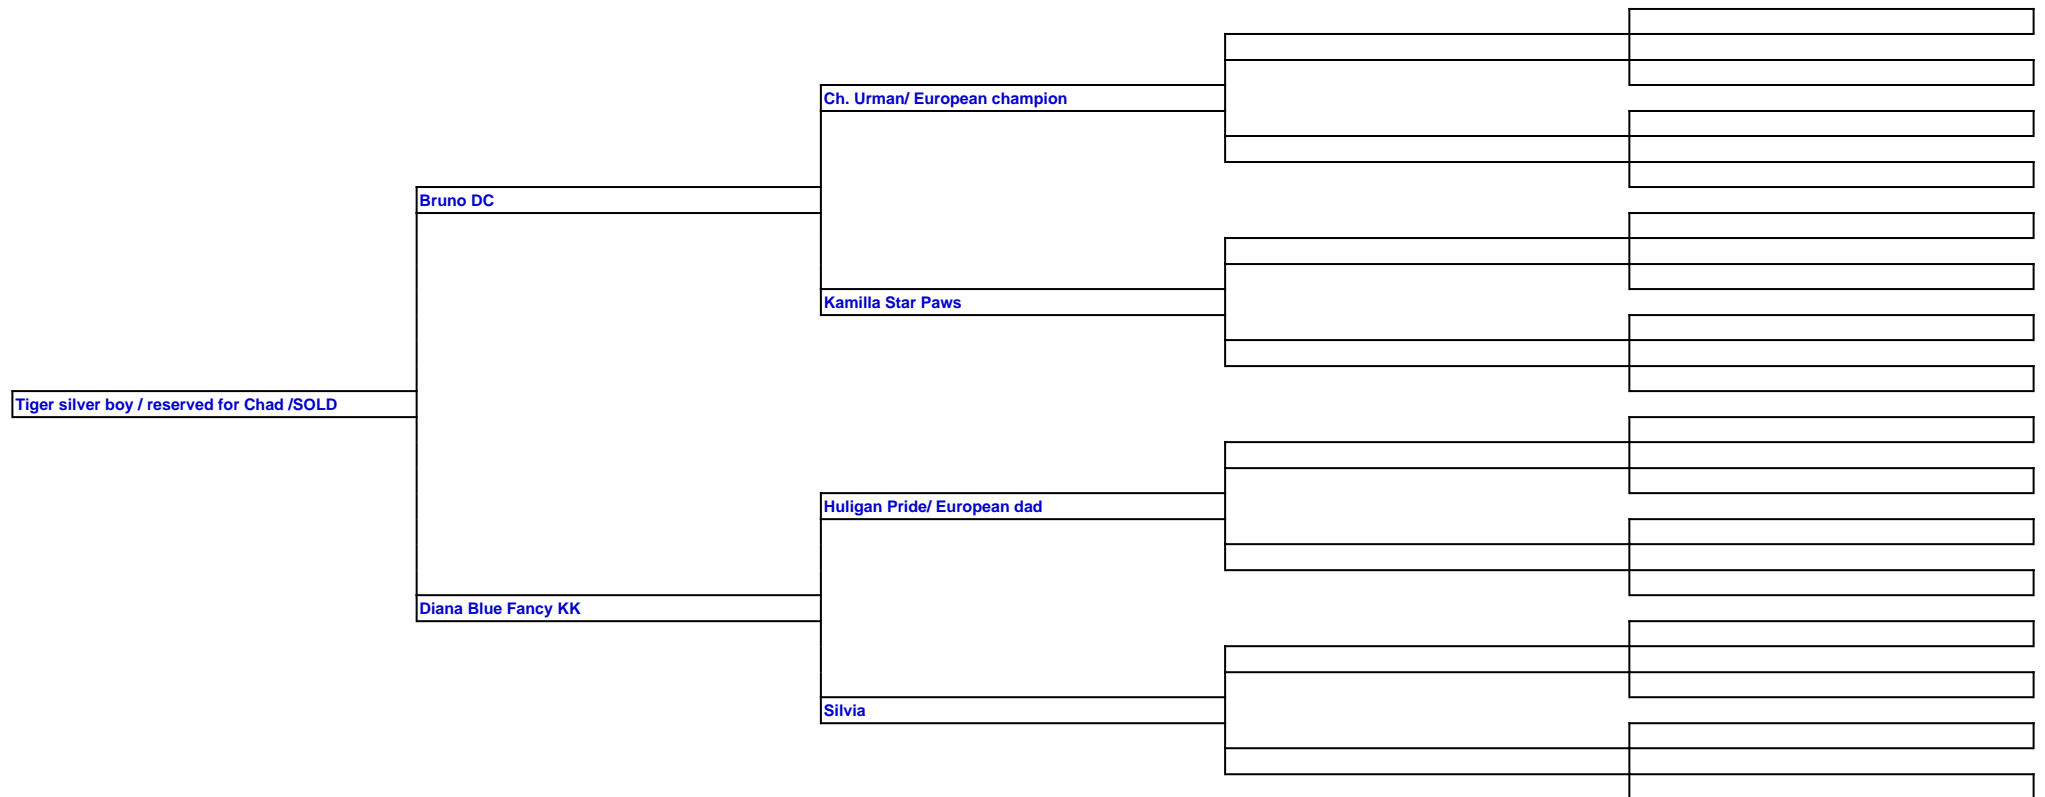 Ch. Urman/ European champion
Bruno DC
Kamilla Star Paws
Tiger silver boy / reserved for Chad /SOLD
Huligan Pride/ European dad
Diana Blue Fancy KK
Silvia